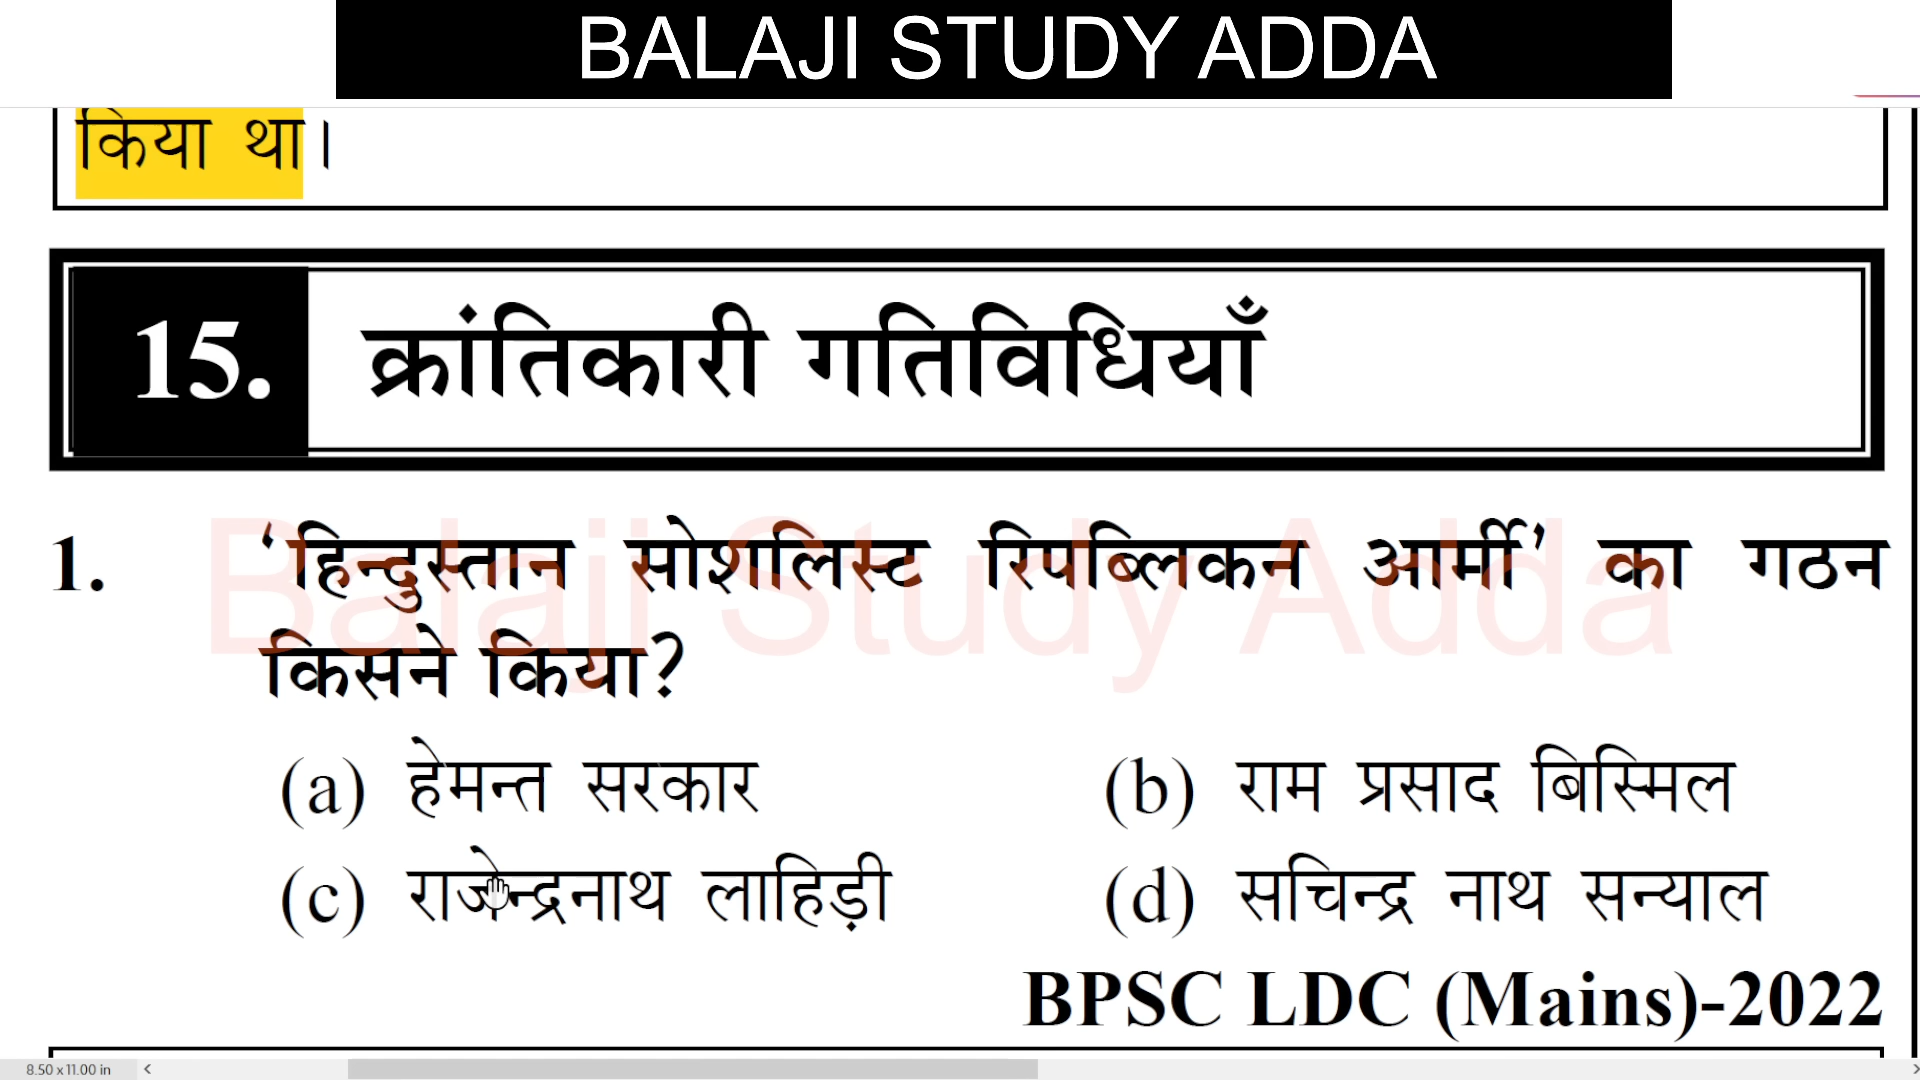 BALAJI STUDY ADDA
किया था।
15. क्रांतिकारी गतिविधियाँ
1. 'हिन्दुस्तान सोशलिस्ट रिपब्लिकन आर्मी' का गठन
किसने किया?
(a) हेमन्त सरकार (b) राम प्रसाद बिस्मिल
(c) राजेन्द्रनाथ लाहिड़ी (d) सचिन्द्र नाथ सन्याल
BPSC LDC (Mains)-2022
Balaji Study Adda
8.50 x 11.00 in